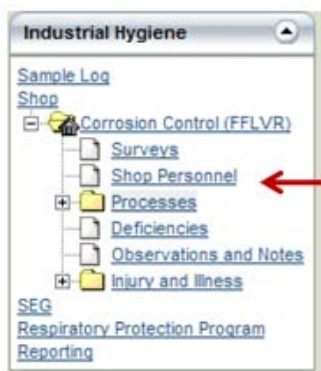 Industrial Hygiene
Sample Log
Shop
Corrosion Control (FFLVR)
Surveys
Shop Personnel
Processes
Deficiencies
Observations and Notes
Injury and Illness
SEG
Respiratory Protection Program
Reporting